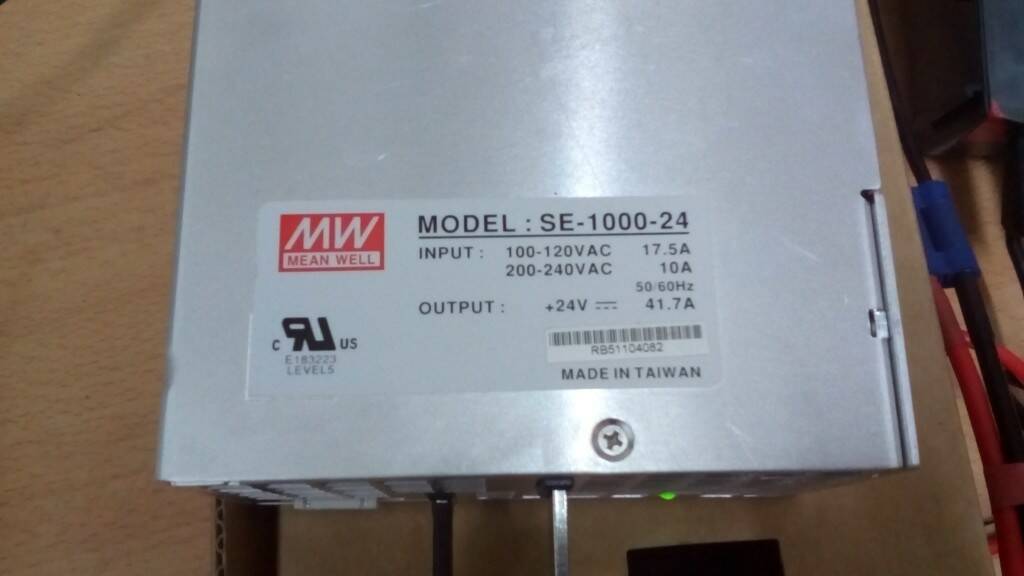 MW
MEAN WELL
MODEL : SE-1000-24
INPUT : 100-120VAC 17.5A
200-240VAC 10A
50/60Hz
OUTPUT : +24V ⎓ 41.7A
RB51104082
MADE IN TAIWAN
c RU US
E183223
LEVEL5